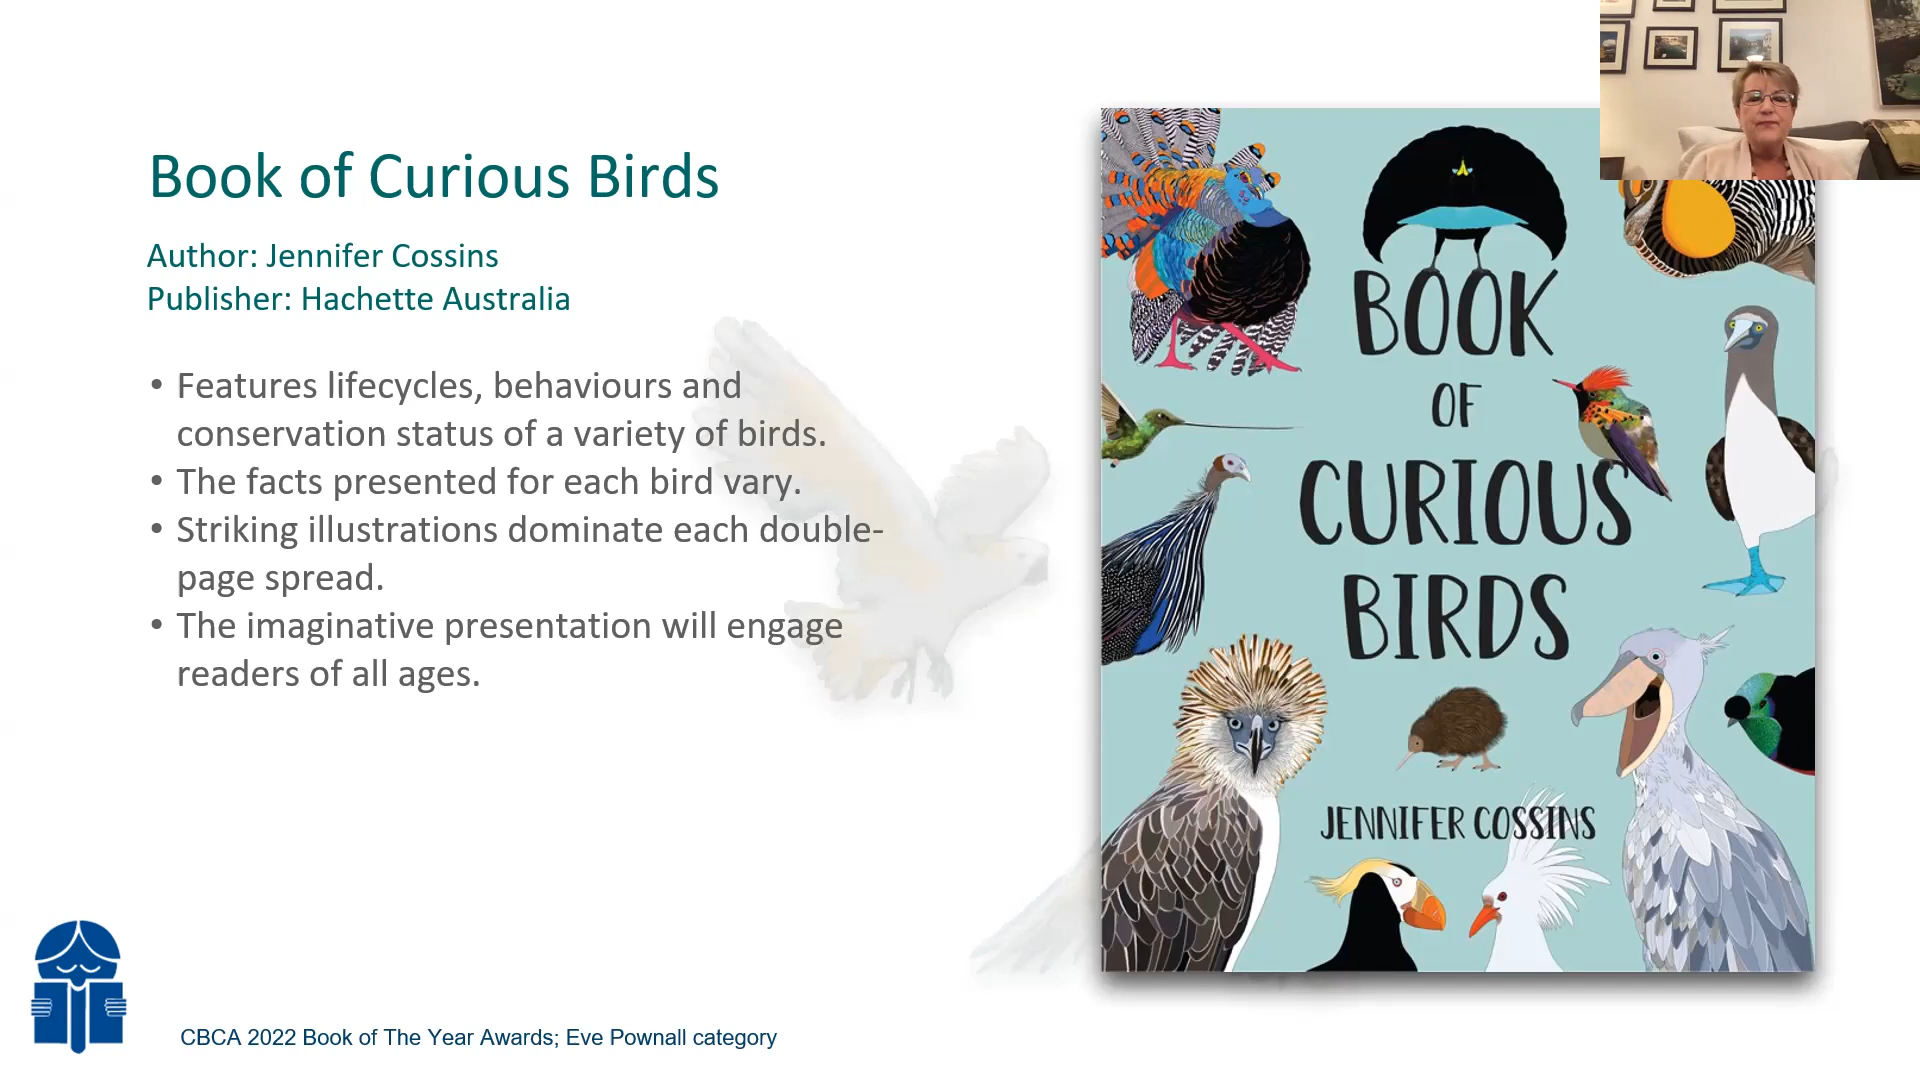 Book of Curious Birds
Author: Jennifer Cossins
Publisher: Hachette Australia
• Features lifecycles, behaviours and
conservation status of a variety of birds.
• The facts presented for each bird vary.
• Striking illustrations dominate each double-
page spread.
• The imaginative presentation will engage
readers of all ages.
BOOK
OF
CURIOUS
BIRDS
JENNIFER COSSINS
CBCA 2022 Book of The Year Awards; Eve Pownall category